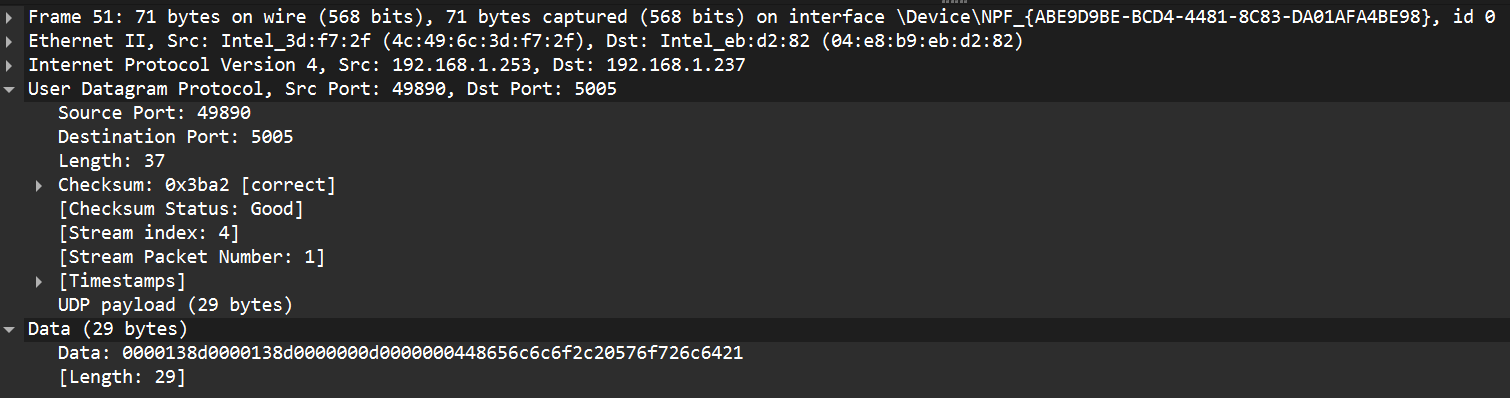 Frame 51: 71 bytes on wire (568 bits), 71 bytes captured (568 bits) on interface \Device\NPF_{ABE9D9BE-BCD4-4481-8C83-DA01AFA4BE98}, id 0
Ethernet II, Src: Intel_3d:f7:2f (4c:49:6c:3d:f7:2f), Dst: Intel_eb:d2:82 (04:e8:b9:eb:d2:82)
Internet Protocol Version 4, Src: 192.168.1.253, Dst: 192.168.1.237
User Datagram Protocol, Src Port: 49890, Dst Port: 5005
Source Port: 49890
Destination Port: 5005
Length: 37
Checksum: 0x3ba2 [correct]
[Checksum Status: Good]
[Stream index: 4]
[Stream Packet Number: 1]
[Timestamps]
UDP payload (29 bytes)
Data (29 bytes)
Data: 0000138d0000138d0000000d0000000448656c6c6f2c20576f726c6421
[Length: 29]